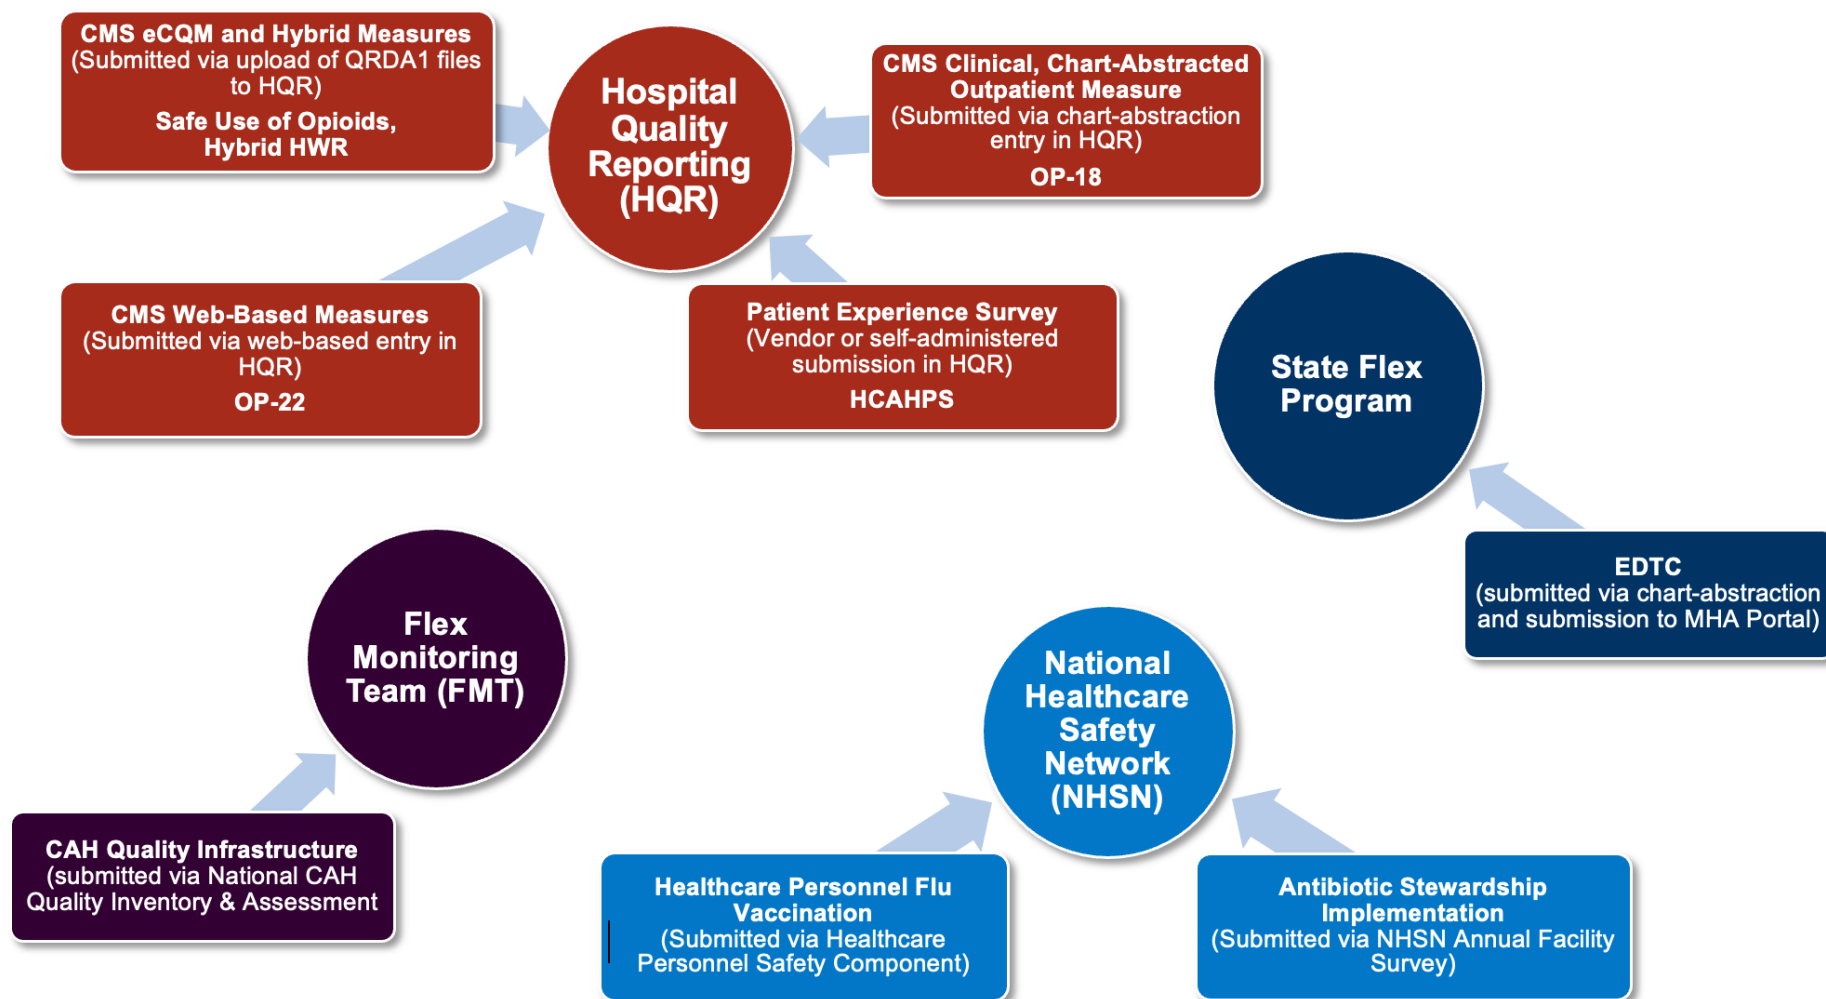 CMS eCQM and Hybrid Measures
(Submitted via upload of QRDA1 files
to HQR)
Safe Use of Opioids,
Hybrid HWR
Hospital
Quality
Reporting
(HQR)
CMS Clinical, Chart-Abstracted
Outpatient Measure
(Submitted via chart-abstraction
entry in HQR)
OP-18
CMS Web-Based Measures
(Submitted via web-based entry in
HQR)
OP-22
Patient Experience Survey
(Vendor or self-administered
submission in HQR)
HCAHPS
State Flex
Program
EDTC
(submitted via chart-abstraction
and submission to MHA Portal)
Flex
Monitoring
Team (FMT)
CAH Quality Infrastructure
(submitted via National CAH
Quality Inventory & Assessment
National
Healthcare
Safety
Network
(NHSN)
Healthcare Personnel Flu
Vaccination
(Submitted via Healthcare
Personnel Safety Component)
Antibiotic Stewardship
Implementation
(Submitted via NHSN Annual Facility
Survey)